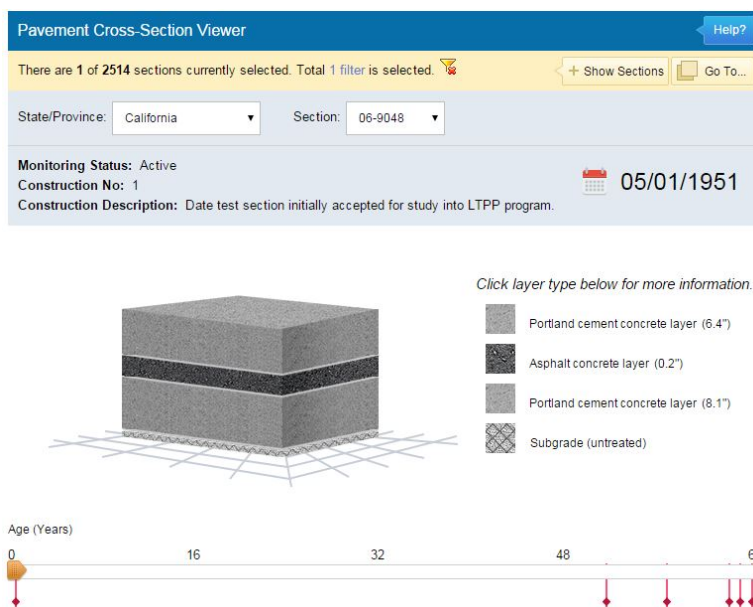 Pavement Cross-Section Viewer
Help?
There are 1 of 2514 sections currently selected. Total 1 filter is selected.
+ Show Sections
Go To...
State/Province: California
Section: 06-9048
Monitoring Status: Active
Construction No: 1
Construction Description: Date test section initially accepted for study into LTPP program.
05/01/1951
Click layer type below for more information.
Portland cement concrete layer (6.4")
Asphalt concrete layer (0.2")
Portland cement concrete layer (8.1")
Subgrade (untreated)
Age (Years)
0 16 32 48